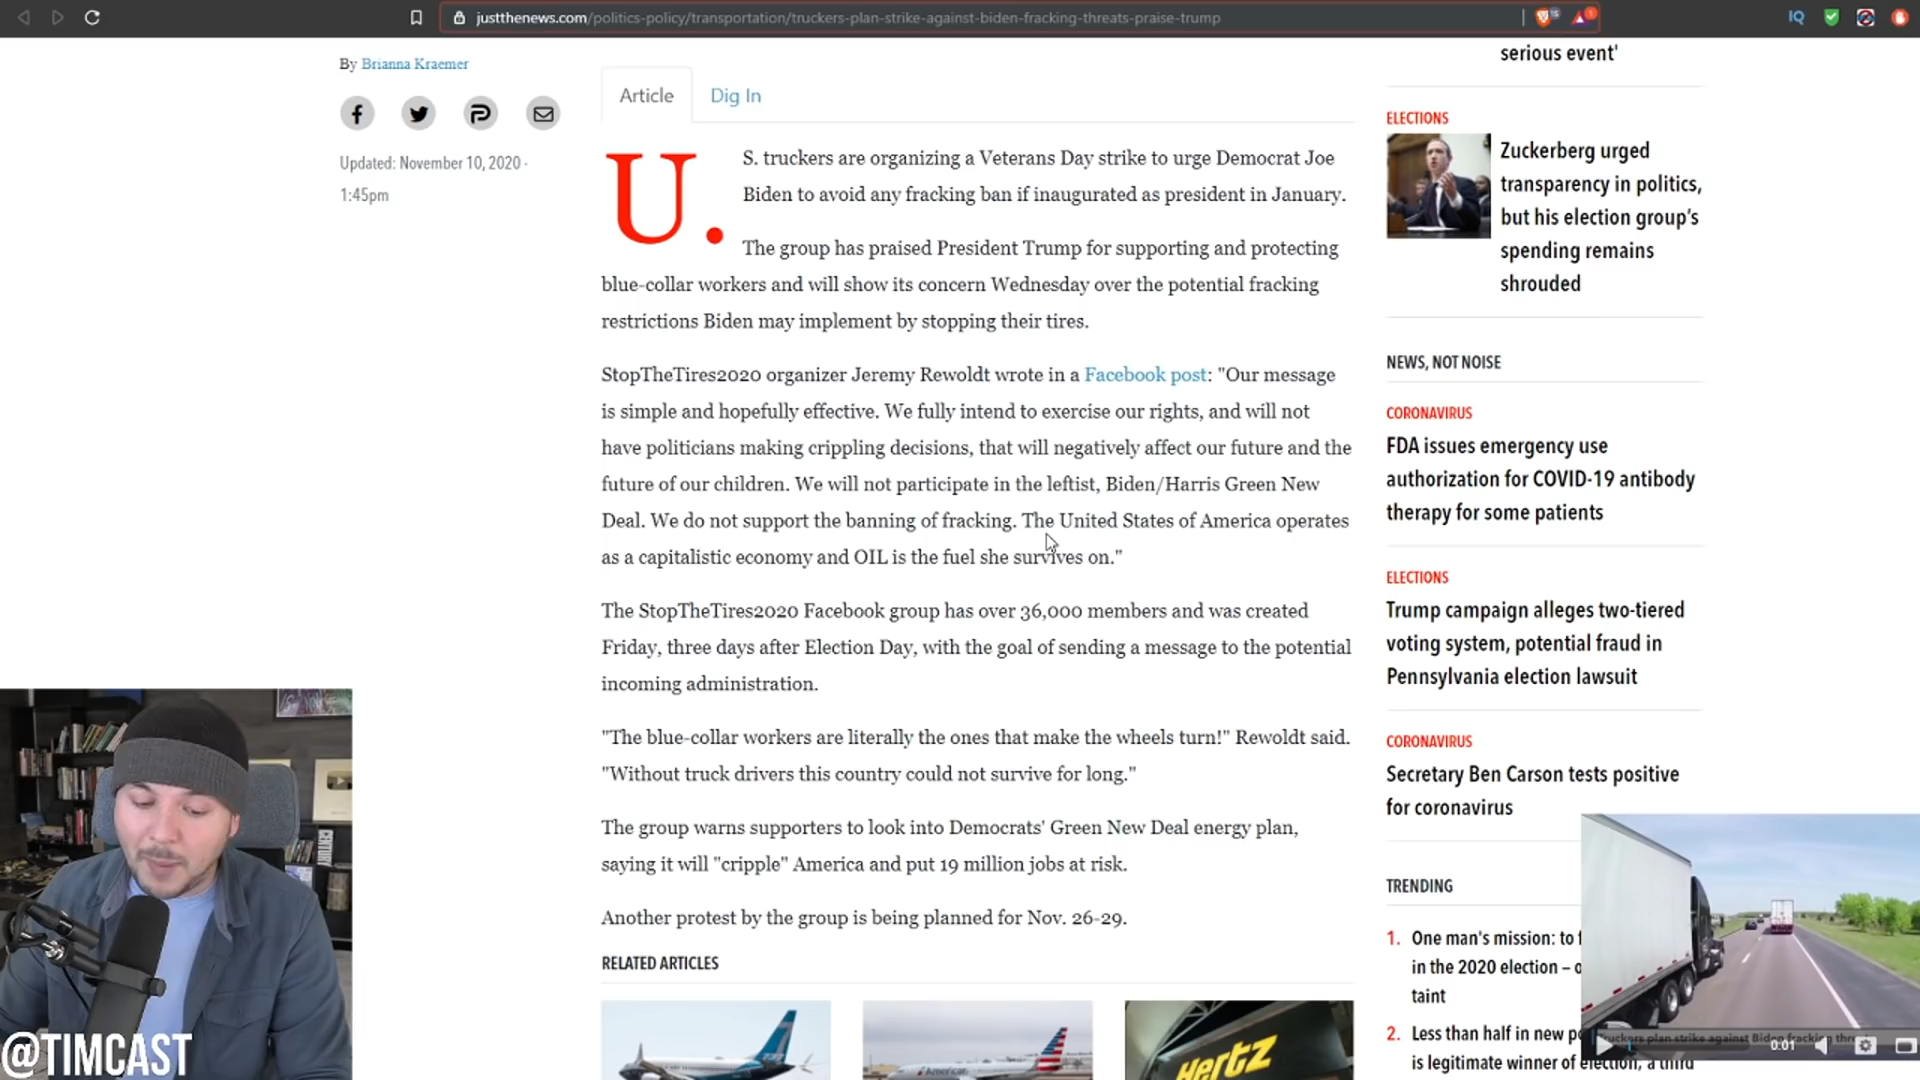 justthenews.com/politics-policy/transportation/truckers-plan-strike-against-biden-fracking-threats-praise-trump
IQ
By Brianna Kraemer
Updated: November 10, 2020 -
1:45pm
Article
Dig In
U.
S. truckers are organizing a Veterans Day strike to urge Democrat Joe
Biden to avoid any fracking ban if inaugurated as president in January.
The group has praised President Trump for supporting and protecting
blue-collar workers and will show its concern Wednesday over the potential fracking
restrictions Biden may implement by stopping their tires.
StopTheTires2020 organizer Jeremy Rewoldt wrote in a Facebook post: "Our message
is simple and hopefully effective. We fully intend to exercise our rights, and will not
have politicians making crippling decisions, that will negatively affect our future and the
future of our children. We will not participate in the leftist, Biden/Harris Green New
Deal. We do not support the banning of fracking. The United States of America operates
as a capitalistic economy and OIL is the fuel she survives on."
The StopTheTires2020 Facebook group has over 36,000 members and was created
Friday, three days after Election Day, with the goal of sending a message to the potential
incoming administration.
"The blue-collar workers are literally the ones that make the wheels turn!" Rewoldt said.
"Without truck drivers this country could not survive for long."
The group warns supporters to look into Democrats' Green New Deal energy plan,
saying it will "cripple" America and put 19 million jobs at risk.
Another protest by the group is being planned for Nov. 26-29.
RELATED ARTICLES
American
Hertz
serious event'
ELECTIONS
Zuckerberg urged
transparency in politics,
but his election group's
spending remains
shrouded
NEWS, NOT NOISE
CORONAVIRUS
FDA issues emergency use
authorization for COVID-19 antibody
therapy for some patients
ELECTIONS
Trump campaign alleges two-tiered
voting system, potential fraud in
Pennsylvania election lawsuit
CORONAVIRUS
Secretary Ben Carson tests positive
for coronavirus
TRENDING
1. One man's mission: to
in the 2020 election –
taint
2. Less than half in new
is legitimate winner of election, a third
Truckers plan strike against Biden fracking
0:01
@TIMCAST